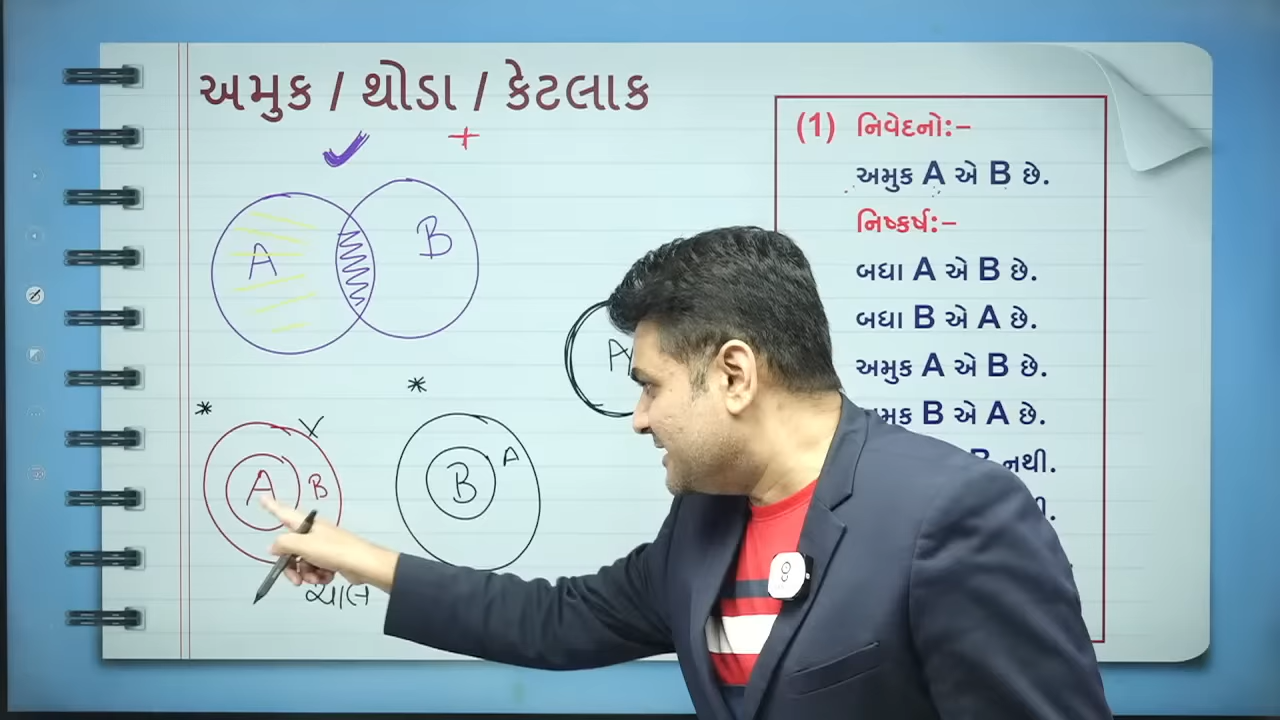 અમુક / થોડા / કેટલાક
A
B
A
B
B
A
A
(1) નિવેદનો:–
અમુક A એ B છે.
નિષ્કર્ષ:–
બધા A એ B છે.
બધા B એ A છે.
અમુક A એ B છે.
B એ A છે.
B નથી.